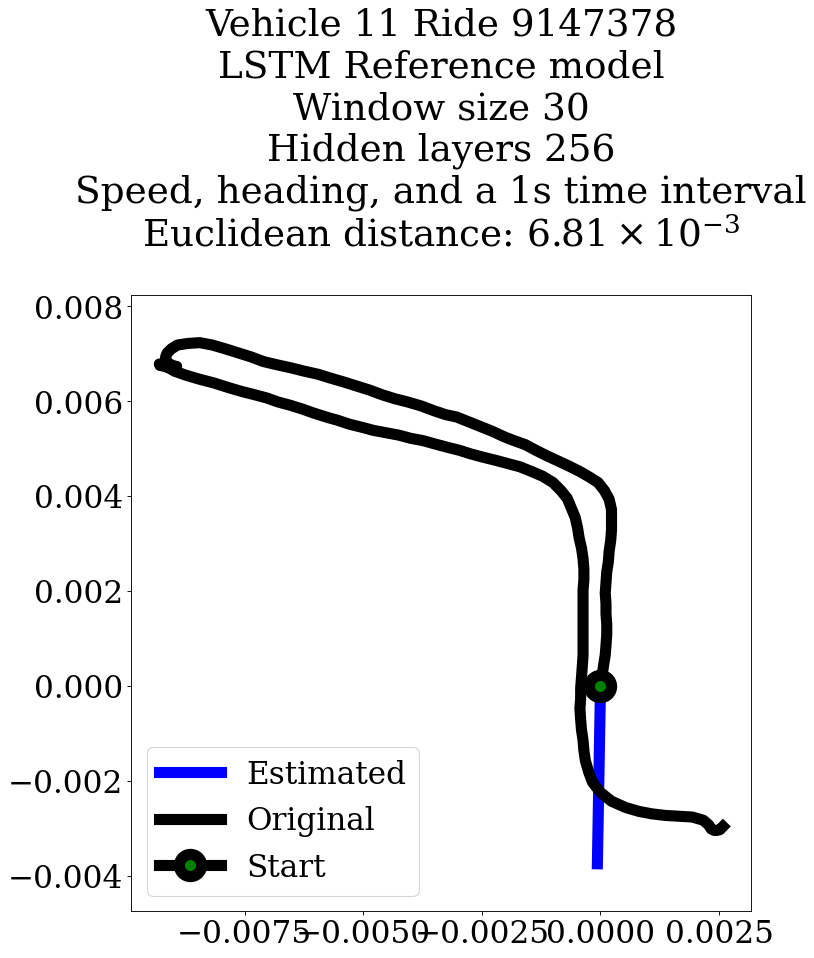 Vehicle 11 Ride 9147378
LSTM Reference model
Window size 30
Hidden layers 256
Speed, heading, and a 1s time interval
Euclidean distance: 6.81 × 10⁻³
0.008
0.006
0.004
0.002
0.000
−0.002
−0.004
Estimated
Original
Start
−0.0075 −0.0050 −0.0025 0.0000 0.0025